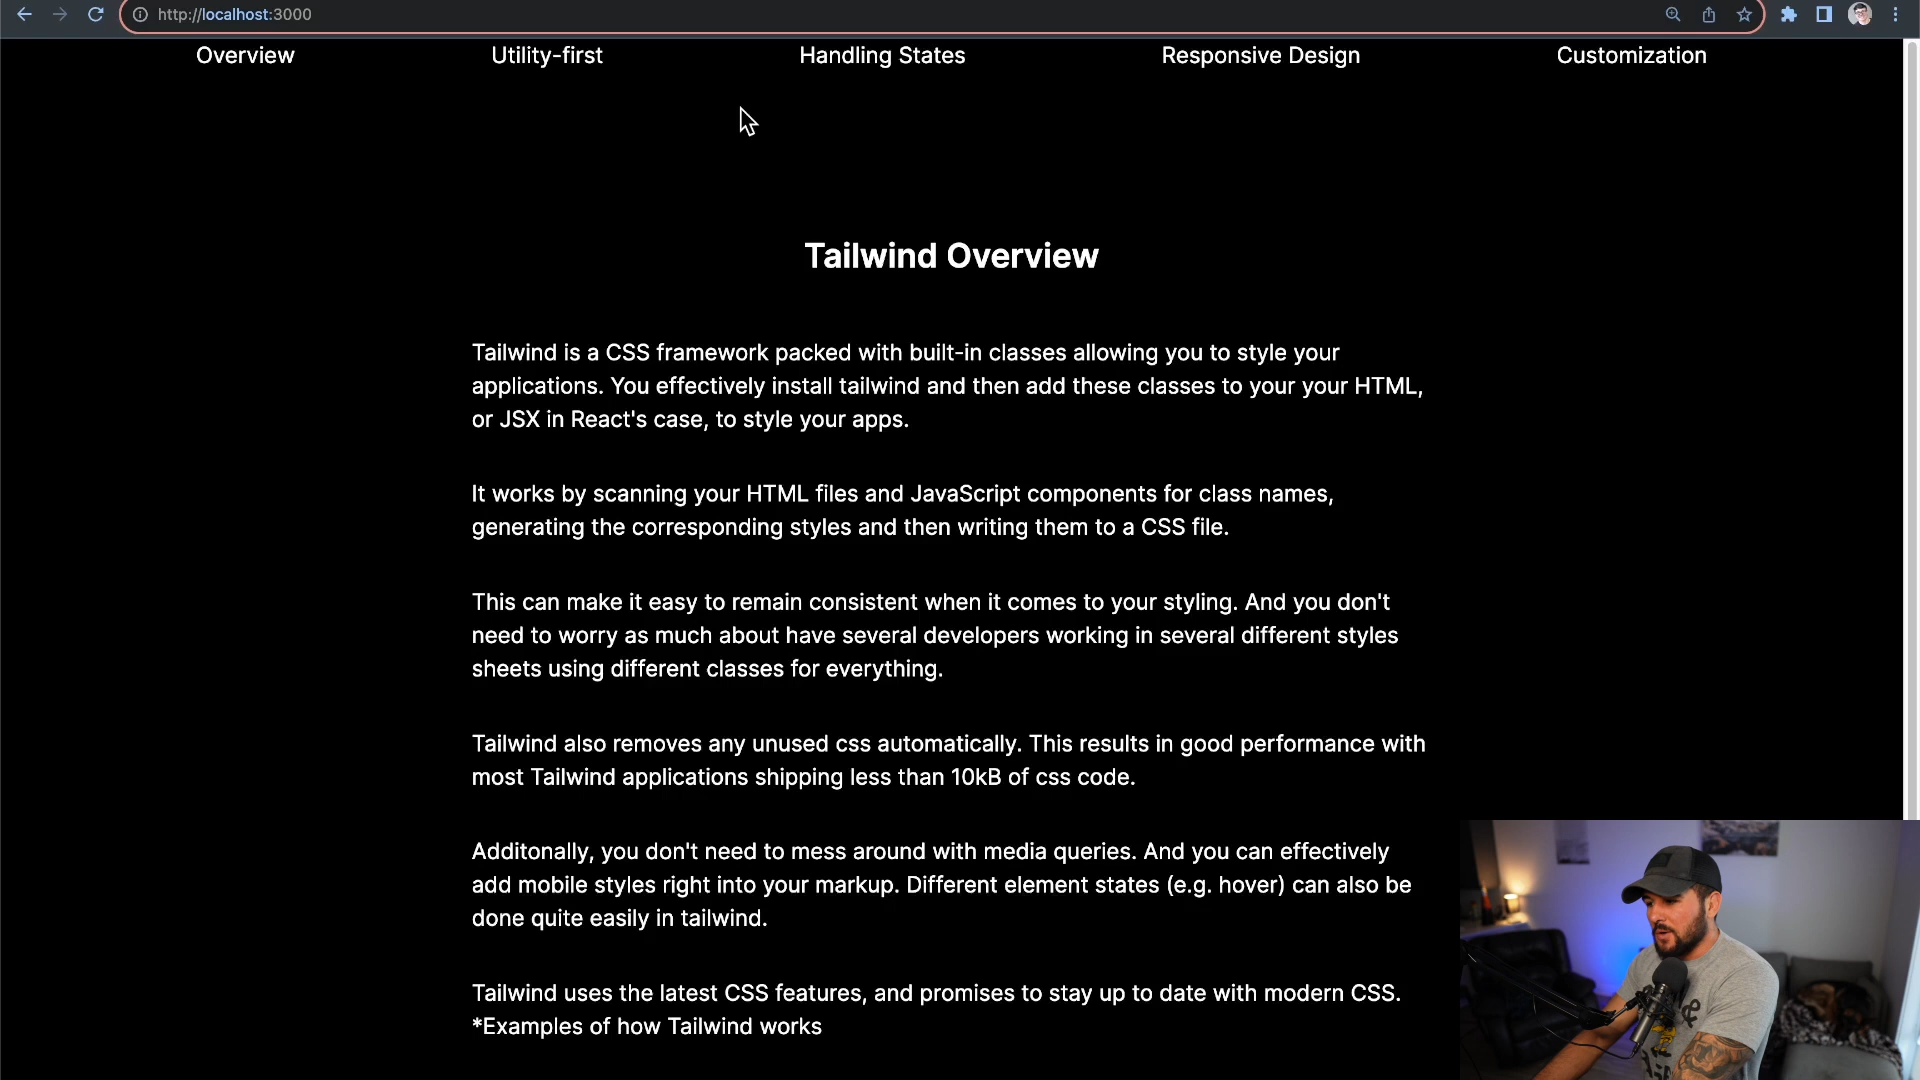 http://localhost:3000
Overview
Utility-first
Handling States
Responsive Design
Customization
Tailwind Overview
Tailwind is a CSS framework packed with built-in classes allowing you to style your
applications. You effectively install tailwind and then add these classes to your your HTML,
or JSX in React's case, to style your apps.
It works by scanning your HTML files and JavaScript components for class names,
generating the corresponding styles and then writing them to a CSS file.
This can make it easy to remain consistent when it comes to your styling. And you don't
need to worry as much about have several developers working in several different styles
sheets using different classes for everything.
Tailwind also removes any unused css automatically. This results in good performance with
most Tailwind applications shipping less than 10kB of css code.
Additonally, you don't need to mess around with media queries. And you can effectively
add mobile styles right into your markup. Different element states (e.g. hover) can also be
done quite easily in tailwind.
Tailwind uses the latest CSS features, and promises to stay up to date with modern CSS.
*Examples of how Tailwind works